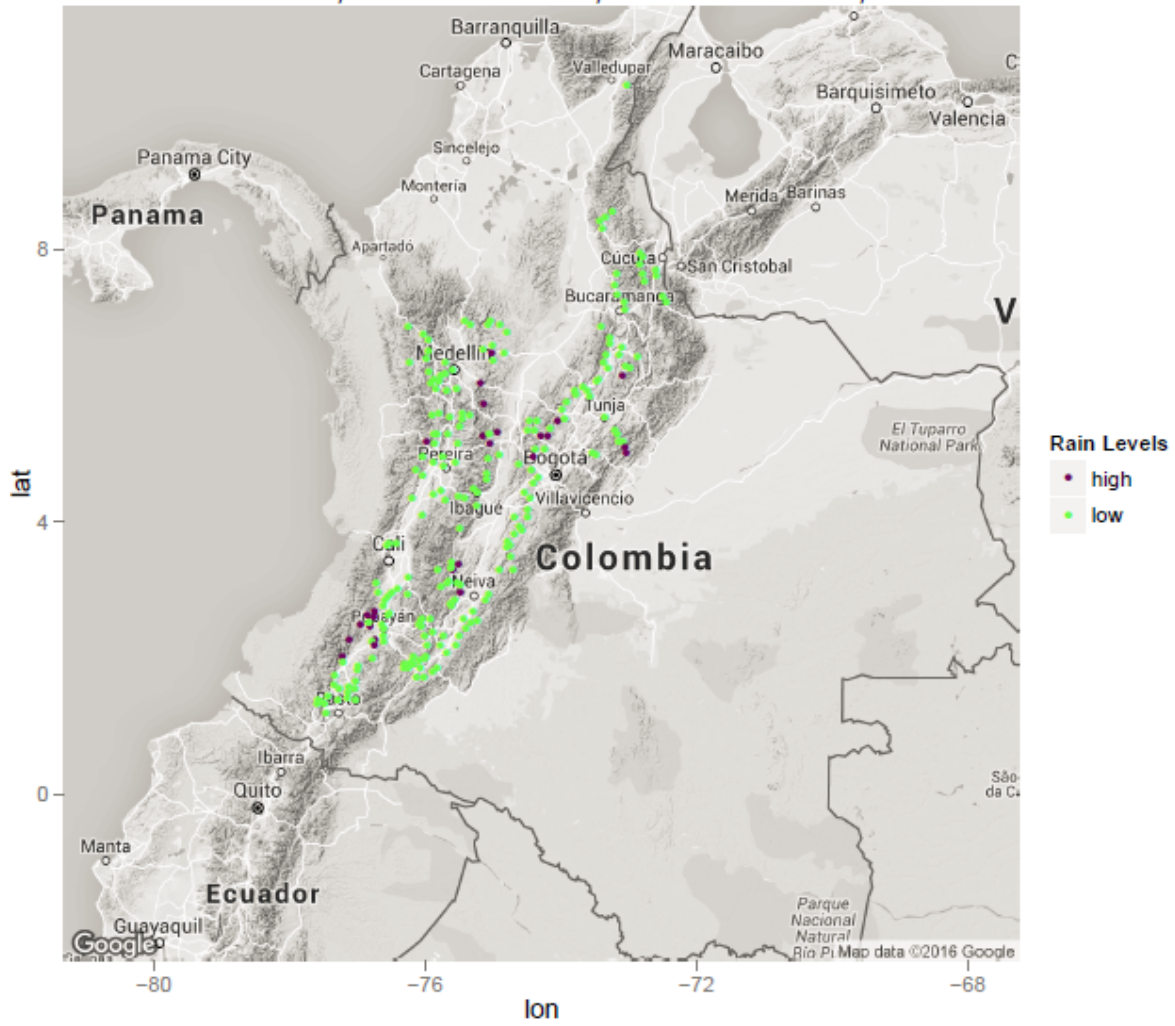 Barranquilla
Maracaibo
Cartagena
Valledupar
C
Barquisimeto
Valencia
Sincelejo
Panama City
Montería
Merida
Barinas
Panama
Apartadó
8
Cúcuta
San Cristobal
Bucaramanga
V
Medellín
Tunja
El Tuparro
National Park
Rain Levels
high
low
Pereira
Bogotá
lat
Ibagué
Villavicencio
4
Cali
Colombia
Neiva
Popayán
Pasto
Ibarra
Quito
0
São
da C
Manta
Ecuador
Parque
Nacional
Natural
Guayaquil
Google
Map data ©2016 Google
−80
−76
−72
−68
lon